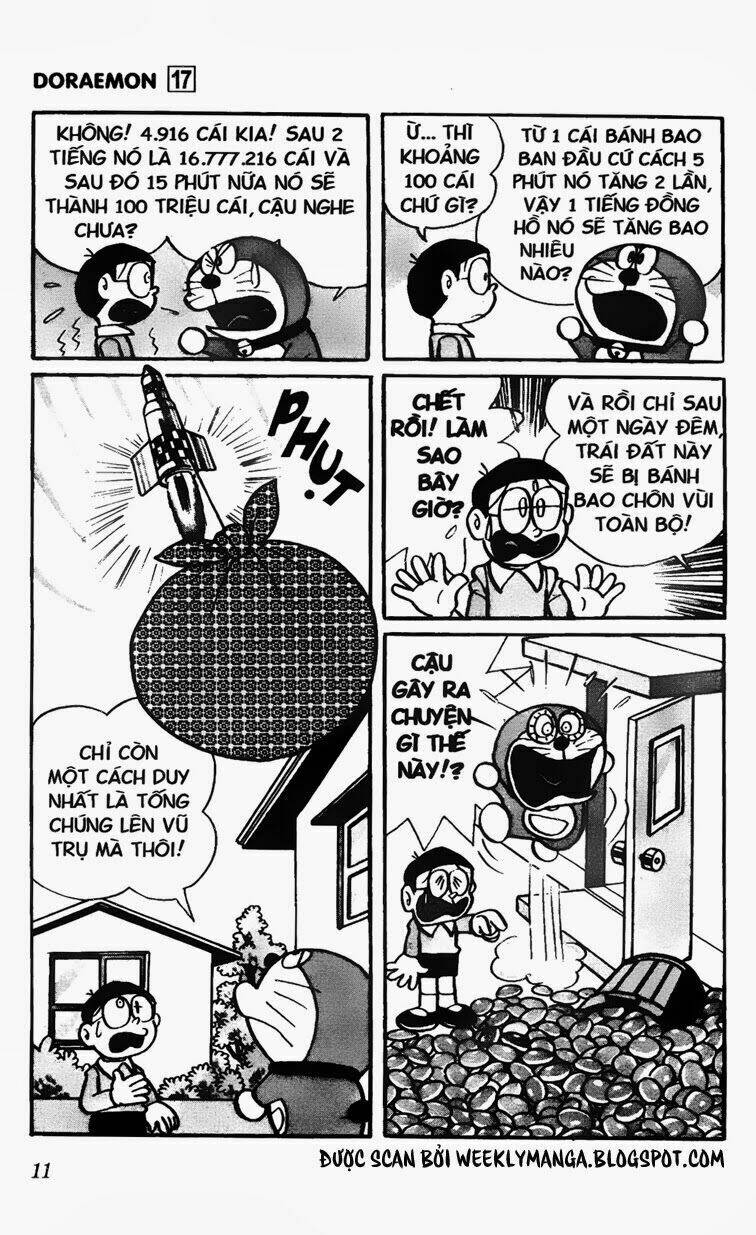 DORAEMON 17
TỪ 1 CÁI BÁNH BAO
BAN ĐẦU CỨ CÁCH 5
PHÚT NÓ TĂNG 2 LẦN,
VẬY 1 TIẾNG ĐỒNG
HỒ NÓ SẼ TĂNG BAO
NHIÊU
NÀO?
Ừ... THÌ
KHOẢNG
100 CÁI
CHỨ GÌ?
KHÔNG! 4.916 CÁI KIA! SAU 2
TIẾNG NÓ LÀ 16.777.216 CÁI VÀ
SAU ĐÓ 15 PHÚT NỮA NÓ SẼ
THÀNH 100 TRIỆU CÁI, CẬU NGHE
CHƯA?
VÀ RỒI CHỈ SAU
MỘT NGÀY ĐÊM,
TRÁI ĐẤT NÀY
SẼ BỊ BÁNH
BAO CHÔN VÙI
TOÀN BỘ!
CHẾT
RỒI! LÀM
SAO
BÂY
GIỜ?
CẬU
GÂY RA
CHUYỆN
GÌ THẾ
NÀY!?
PHỤT
CHỈ CÒN
MỘT CÁCH DUY
NHẤT LÀ TỐNG
CHÚNG LÊN VŨ
TRỤ MÀ THÔI!
11
ĐƯỢC SCAN BỞI WEEKLYMANGA.BLOGSPOT.COM